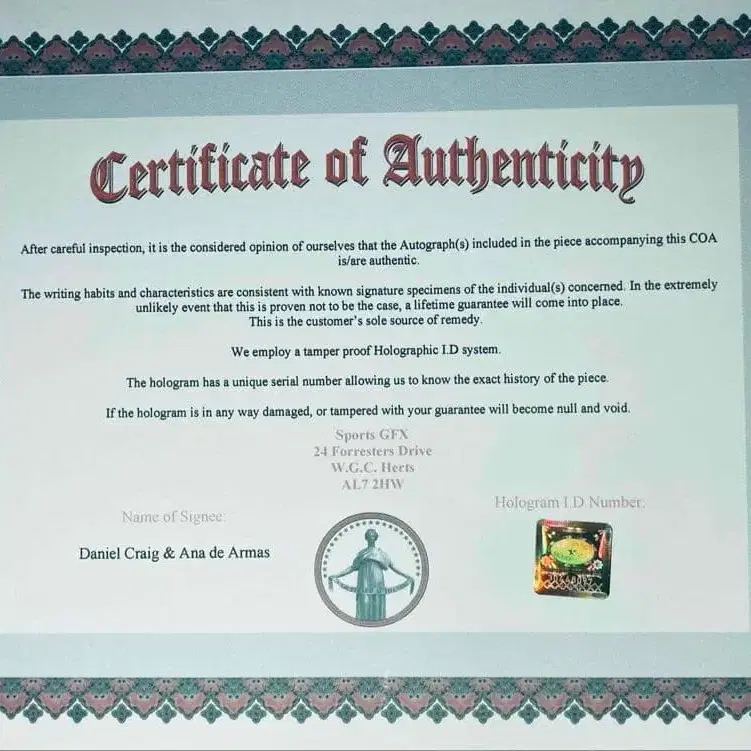 Certificate of Authenticity
After careful inspection, it is the considered opinion of ourselves that the Autograph(s) included in the piece accompanying this COA
is/are authentic.
The writing habits and characteristics are consistent with known signature specimens of the individual(s) concerned. In the extremely
unlikely event that this is proven not to be the case, a lifetime guarantee will come into place.
This is the customer's sole source of remedy.
We employ a tamper proof Holographic I.D system.
The hologram has a unique serial number allowing us to know the exact history of the piece.
If the hologram is in any way damaged, or tampered with your guarantee will become null and void.
Sports GFX
24 Forresters Drive
W.G.C. Herts
AL7 2HW
Name of Signee:
Hologram I.D Number:
Daniel Craig & Ana de Armas